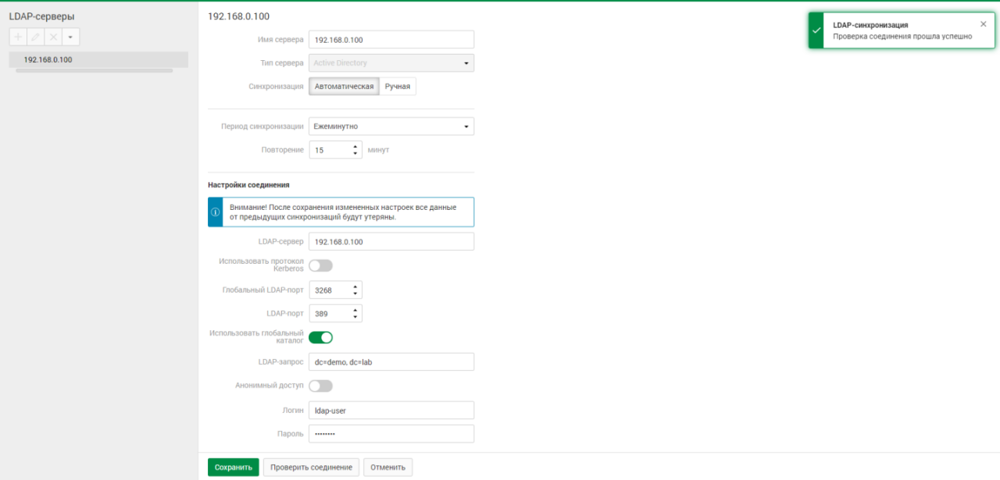 LDAP-серверы
192.168.0.100
192.168.0.100
Имя сервера 192.168.0.100
Тип сервера Active Directory
Синхронизация Автоматическая Ручная
Период синхронизации Ежеминутно
Повторение 15 минут
Настройки соединения
Внимание! После сохранения измененных настроек все данные
от предыдущих синхронизаций будут утеряны.
LDAP-сервер 192.168.0.100
Использовать протокол
Kerberos
Глобальный LDAP-порт 3268
LDAP-порт 389
Использовать глобальный
каталог
LDAP-запрос dc=demo, dc=lab
Анонимный доступ
Логин ldap-user
Пароль ••••••••
Сохранить Проверить соединение Отменить
LDAP-синхронизация
Проверка соединения прошла успешно